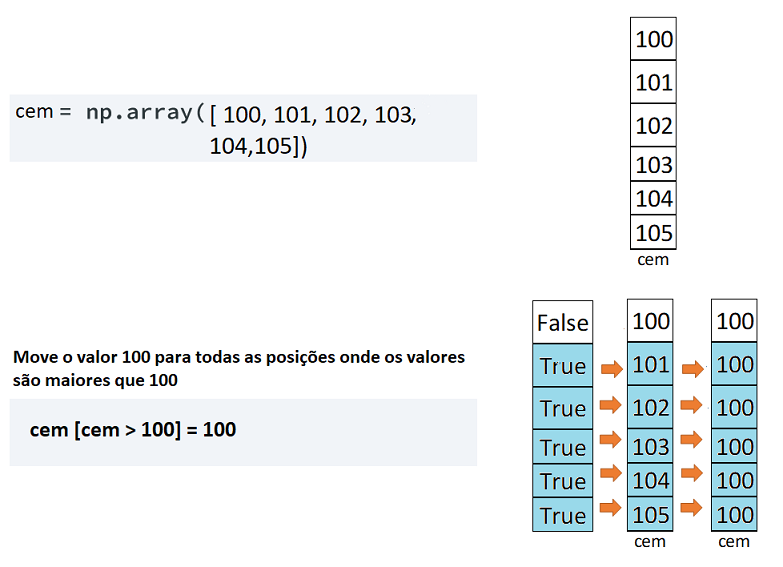 cem = np.array([ 100, 101, 102, 103,
104,105])
100
101
102
103
104
105
cem
Move o valor 100 para todas as posições onde os valores
são maiores que 100
cem [cem > 100] = 100
False 100 100
True 101 100
True 102 100
True 103 100
True 104 100
True 105 100
cem cem